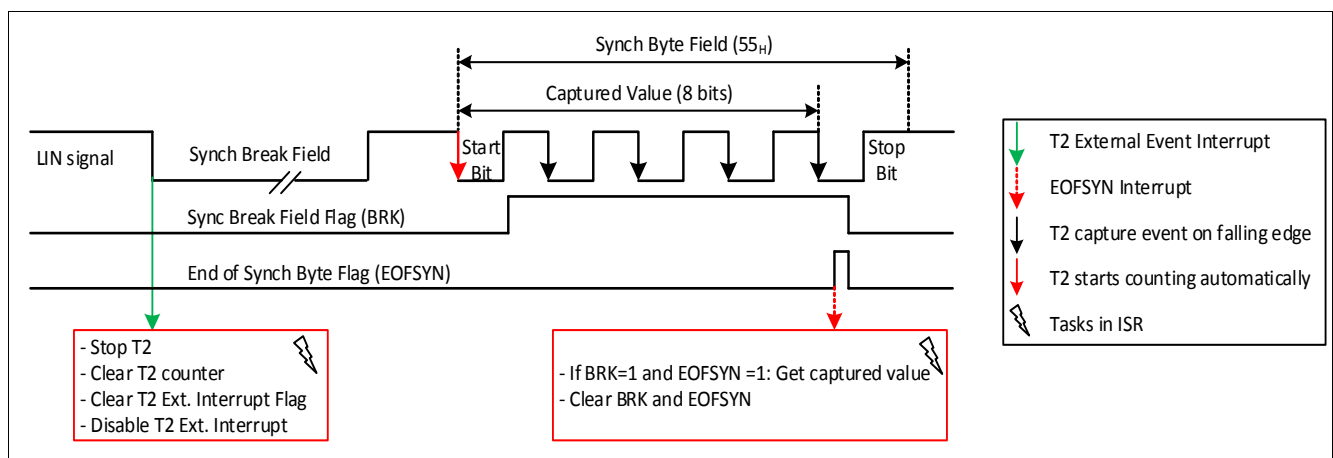 Synch Byte Field (55H)
Captured Value (8 bits)
LIN signal
Synch Break Field
Start
Bit
Stop
Bit
Sync Break Field Flag (BRK)
End of Synch Byte Flag (EOFSYN)
- Stop T2
- Clear T2 counter
- Clear T2 Ext. Interrupt Flag
- Disable T2 Ext. Interrupt
- If BRK=1 and EOFSYN =1: Get captured value
- Clear BRK and EOFSYN
T2 External Event Interrupt
EOFSYN Interrupt
T2 capture event on falling edge
T2 starts counting automatically
Tasks in ISR